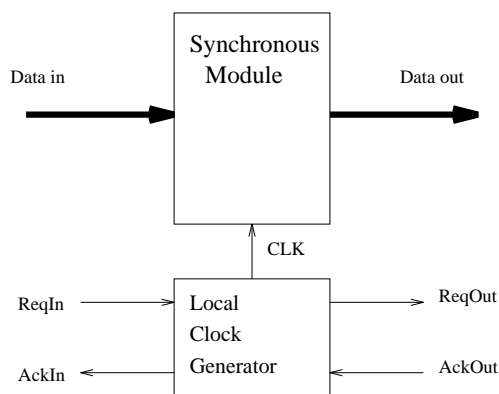 Synchronous
Module
Data in
Data out
CLK
ReqIn
Local
Clock
Generator
ReqOut
AckIn
AckOut